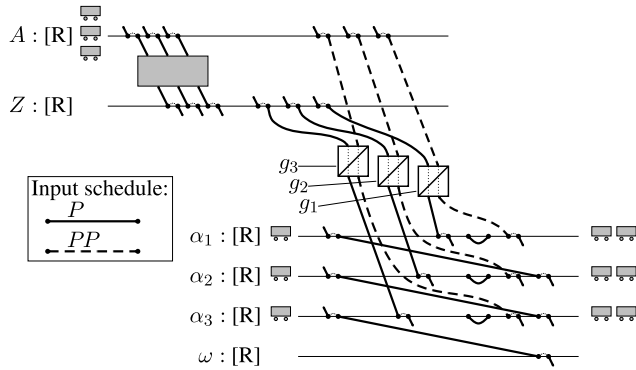 A : [R]
Z : [R]
g₃
g₂
g₁
Input schedule:
P
PP
α₁ : [R]
α₂ : [R]
α₃ : [R]
ω : [R]